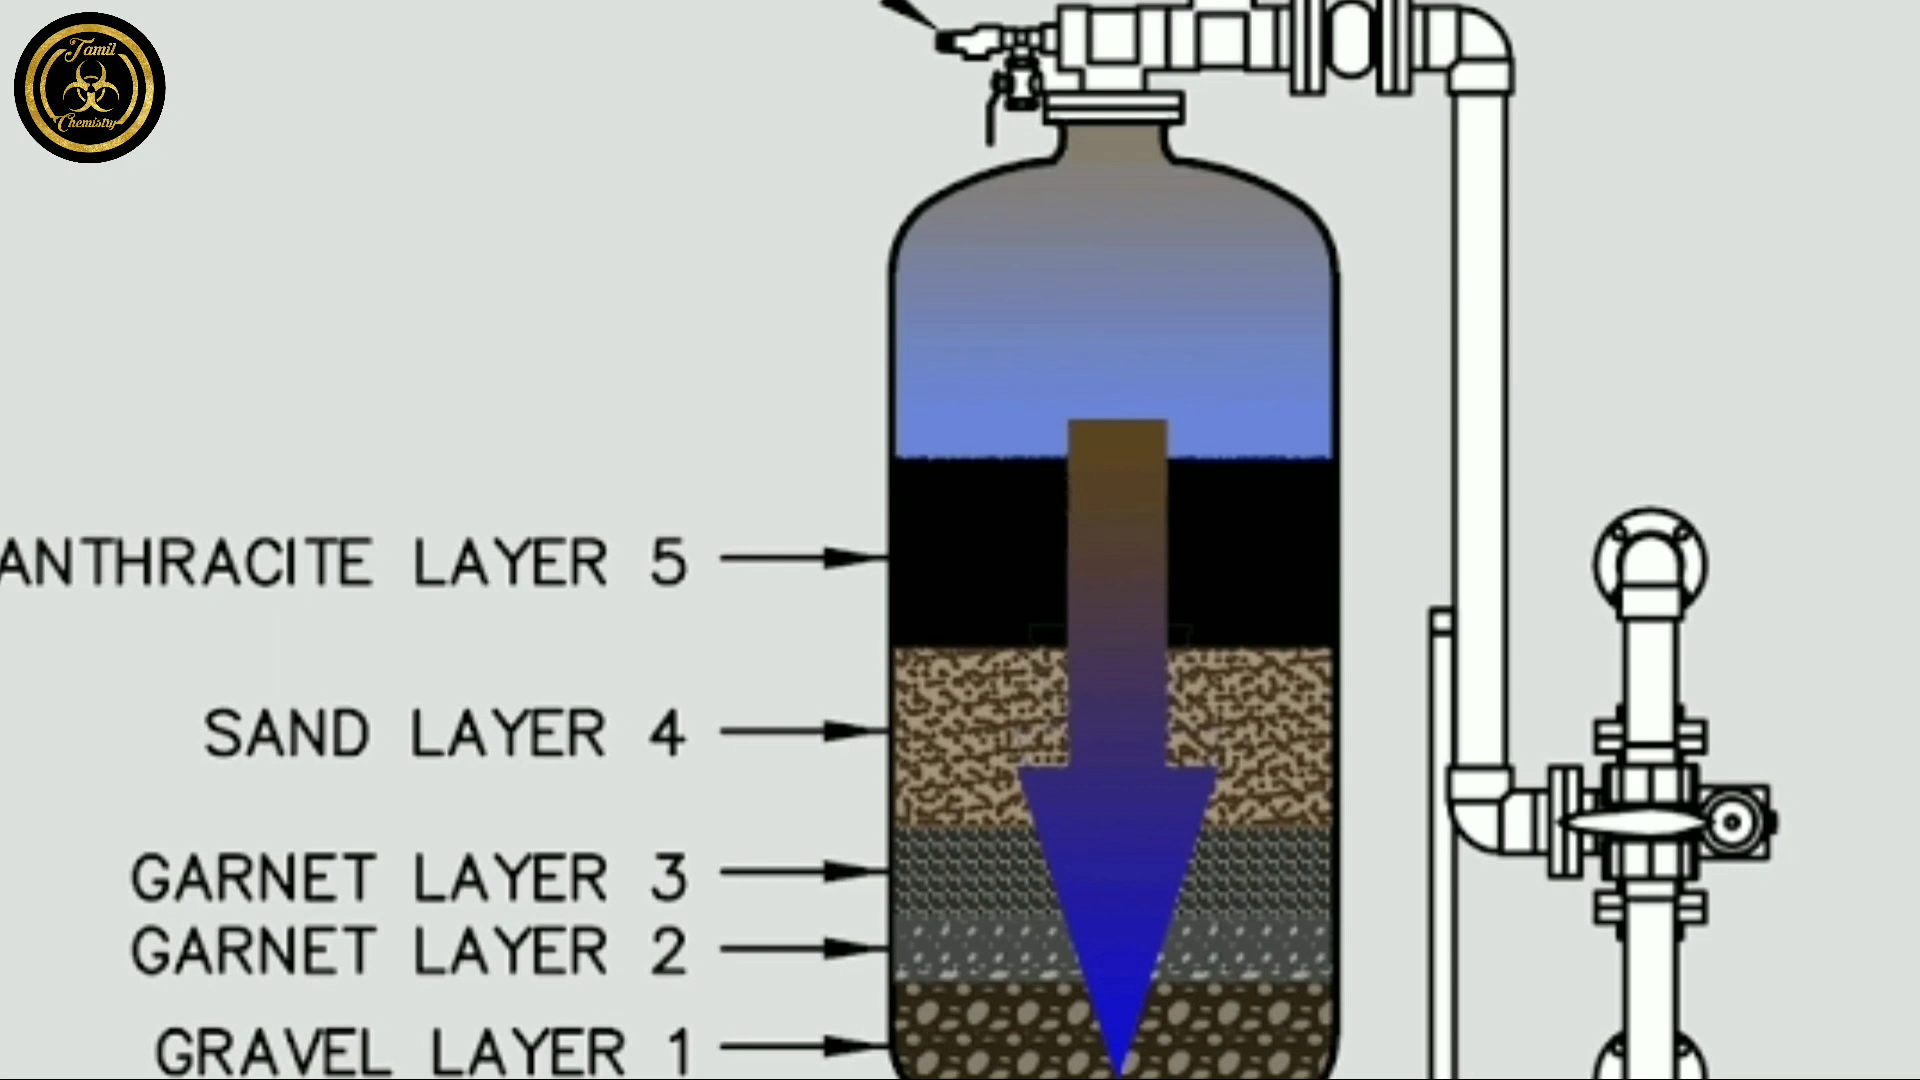 Tamil
Chemistry
ANTHRACITE LAYER 5
SAND LAYER 4
GARNET LAYER 3
GARNET LAYER 2
GRAVEL LAYER 1